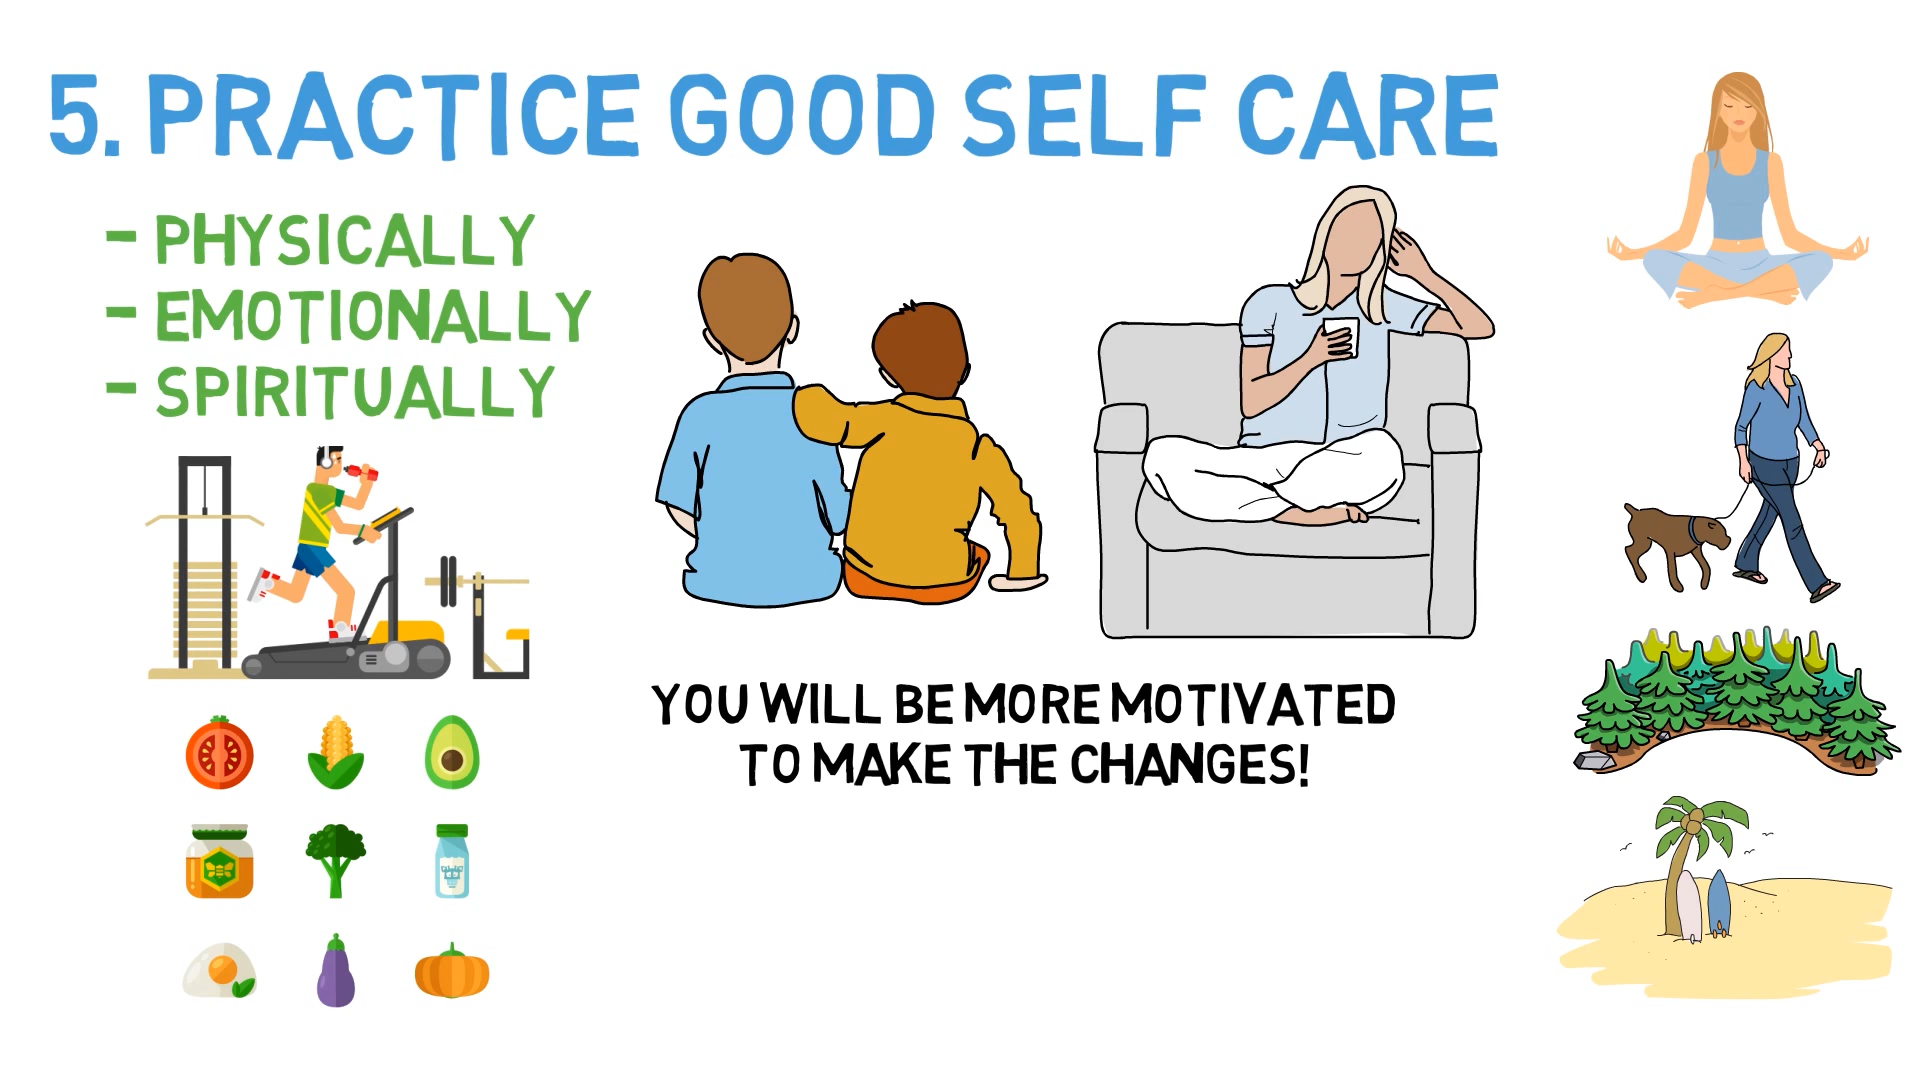 5. PRACTICE GOOD SELF CARE
- PHYSICALLY
- EMOTIONALLY
- SPIRITUALLY
YOU WILL BE MORE MOTIVATED
TO MAKE THE CHANGES!